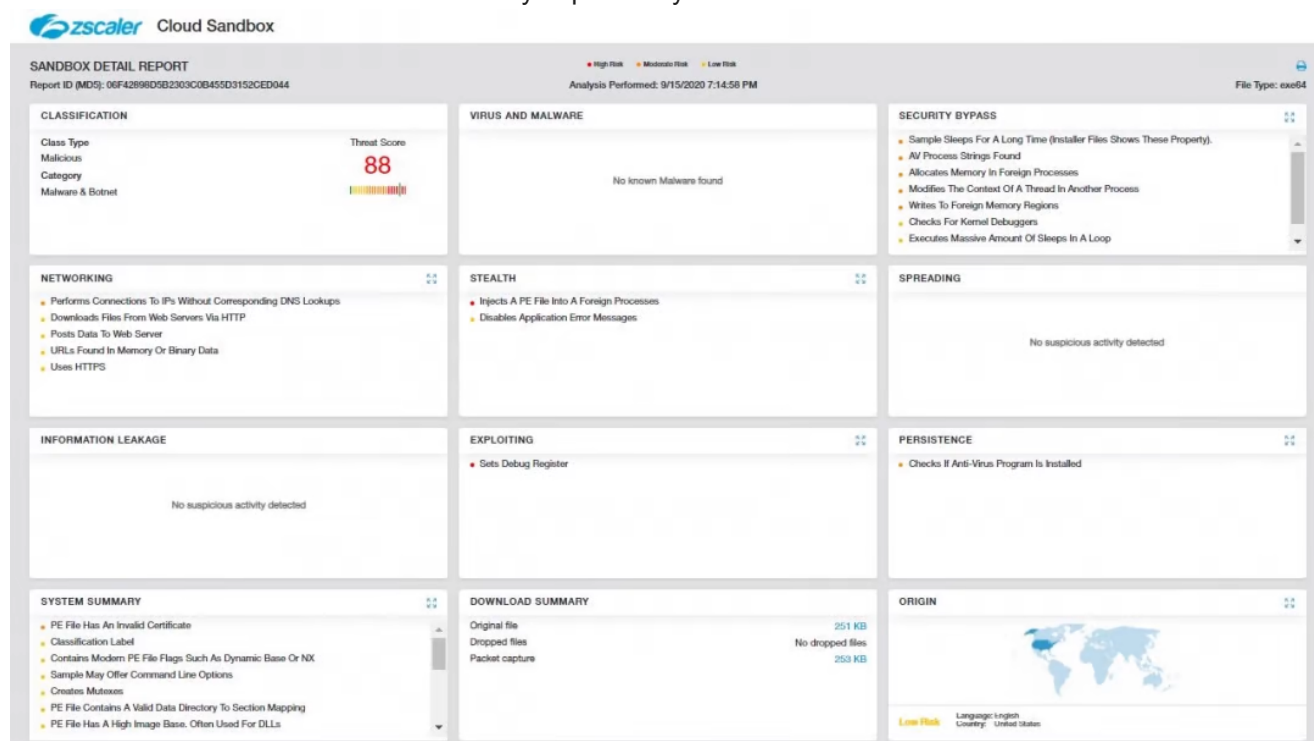 zscaler Cloud Sandbox
SANDBOX DETAIL REPORT
Report ID (MD5): 06F42898D5B2303C0B455D3152CED044
High Risk Moderate Risk Low Risk
Analysis Performed: 9/15/2020 7:14:58 PM
File Type: exe64
CLASSIFICATION
Class Type
Malicious
Category
Malware & Botnet
Threat Score
88
VIRUS AND MALWARE
No known Malware found
SECURITY BYPASS
Sample Sleeps For A Long Time (Installer Files Shows These Property).
AV Process Strings Found
Allocates Memory In Foreign Processes
Modifies The Context Of A Thread In Another Process
Writes To Foreign Memory Regions
Checks For Kernel Debuggers
Executes Massive Amount Of Sleeps In A Loop
NETWORKING
Performs Connections To IPs Without Corresponding DNS Lookups
Downloads Files From Web Servers Via HTTP
Posts Data To Web Server
URLs Found In Memory Or Binary Data
Uses HTTPS
STEALTH
Injects A PE File Into A Foreign Processes
Disables Application Error Messages
SPREADING
No suspicious activity detected
INFORMATION LEAKAGE
No suspicious activity detected
EXPLOITING
Sets Debug Register
PERSISTENCE
Checks If Anti-Virus Program Is Installed
SYSTEM SUMMARY
PE File Has An Invalid Certificate
Classification Label
Contains Modern PE File Flags Such As Dynamic Base Or NX
Sample May Offer Command Line Options
Creates Mutexes
PE File Contains A Valid Data Directory To Section Mapping
PE File Has A High Image Base. Often Used For DLLs
DOWNLOAD SUMMARY
Original file 251 KB
Dropped files No dropped files
Packet capture 253 KB
ORIGIN
Low Risk
Language: English
Country: United States